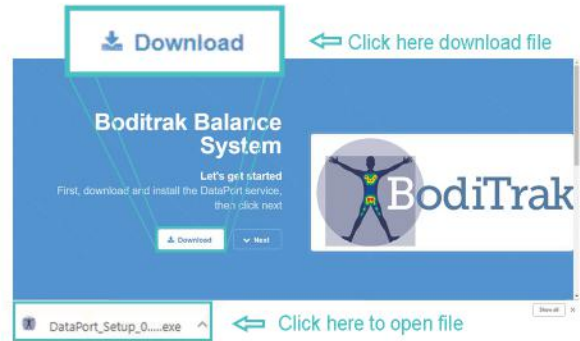 Download
Click here download file
Boditrak Balance
System
Let's get started
First, download and install the DataPort service,
then click next
Download
Next
BodiTrak
Show all
DataPort_Setup_0.....exe
Click here to open file